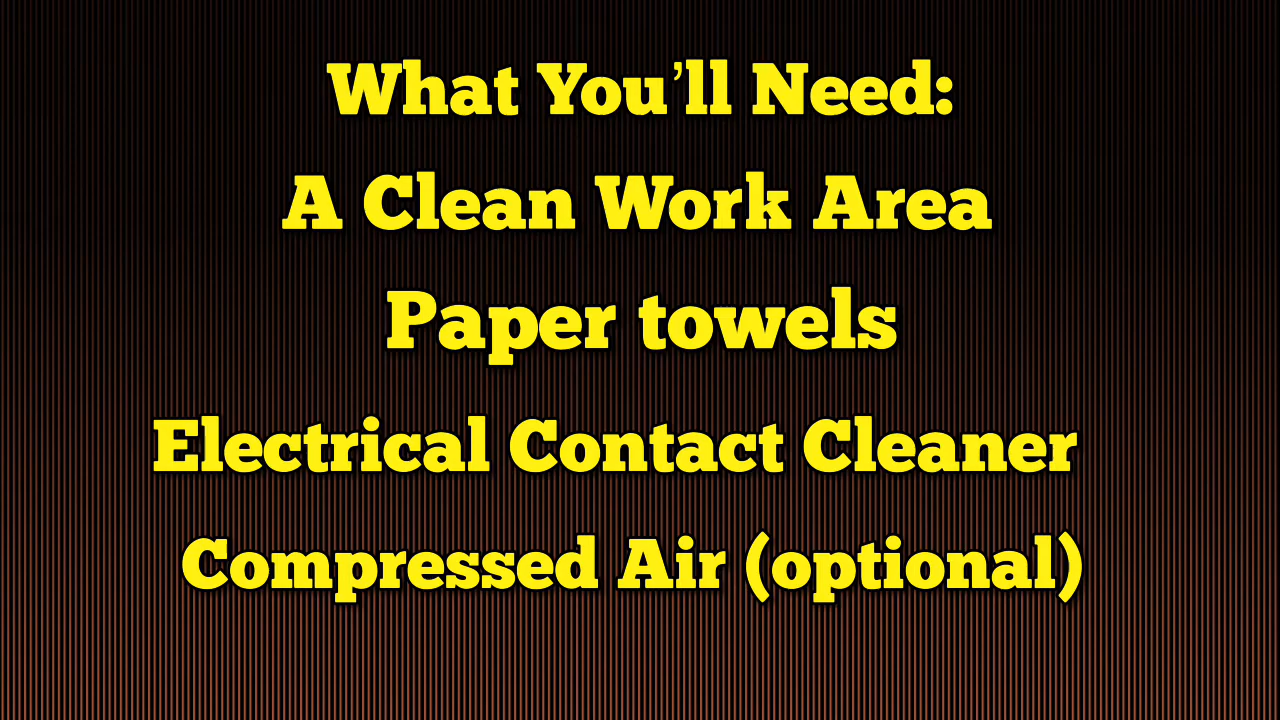 What You’ll Need:
A Clean Work Area
Paper towels
Electrical Contact Cleaner
Compressed Air (optional)